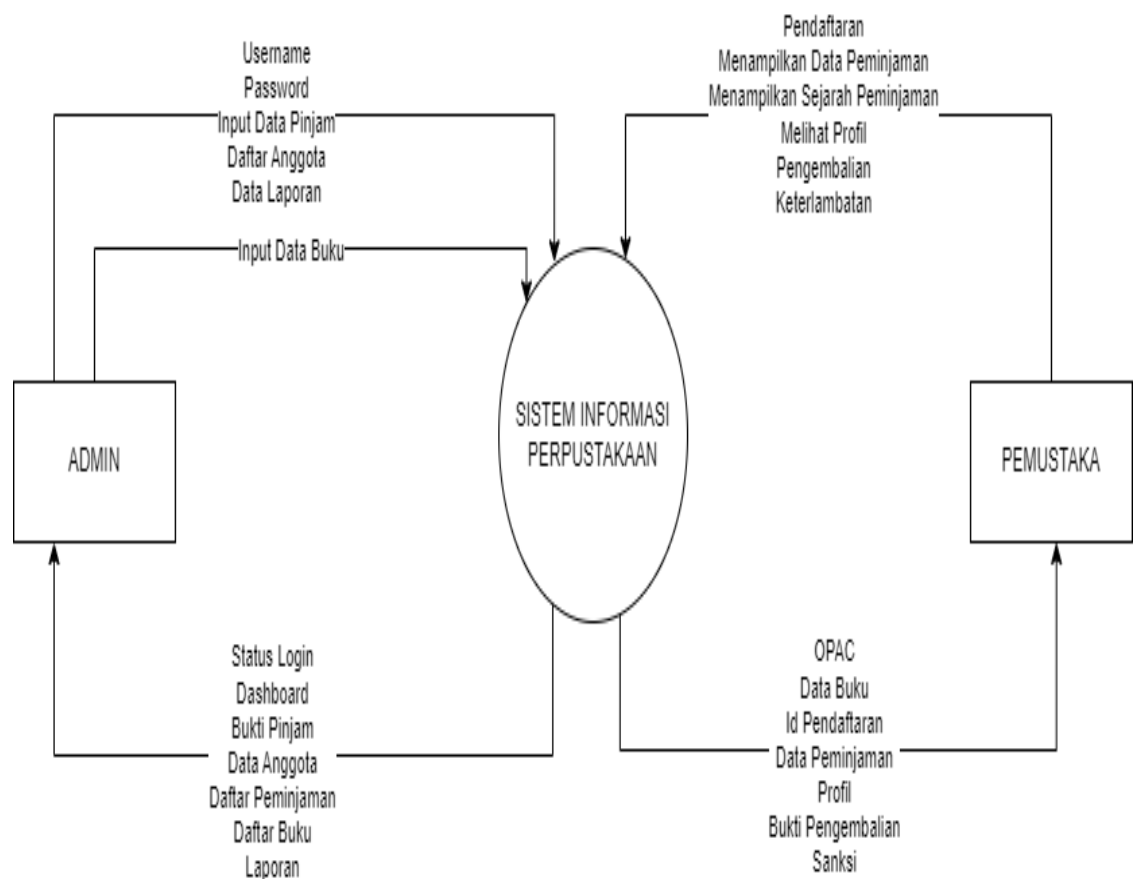 Username
Password
Input Data Pinjam
Daftar Anggota
Data Laporan
Input Data Buku
Pendaftaran
Menampilkan Data Peminjaman
Menampilkan Sejarah Peminjaman
Melihat Profil
Pengembalian
Keterlambatan
ADMIN
SISTEM INFORMASI
PERPUSTAKAAN
PEMUSTAKA
Status Login
Dashboard
Bukti Pinjam
Data Anggota
Daftar Peminjaman
Daftar Buku
Laporan
OPAC
Data Buku
Id Pendaftaran
Data Peminjaman
Profil
Bukti Pengembalian
Sanksi